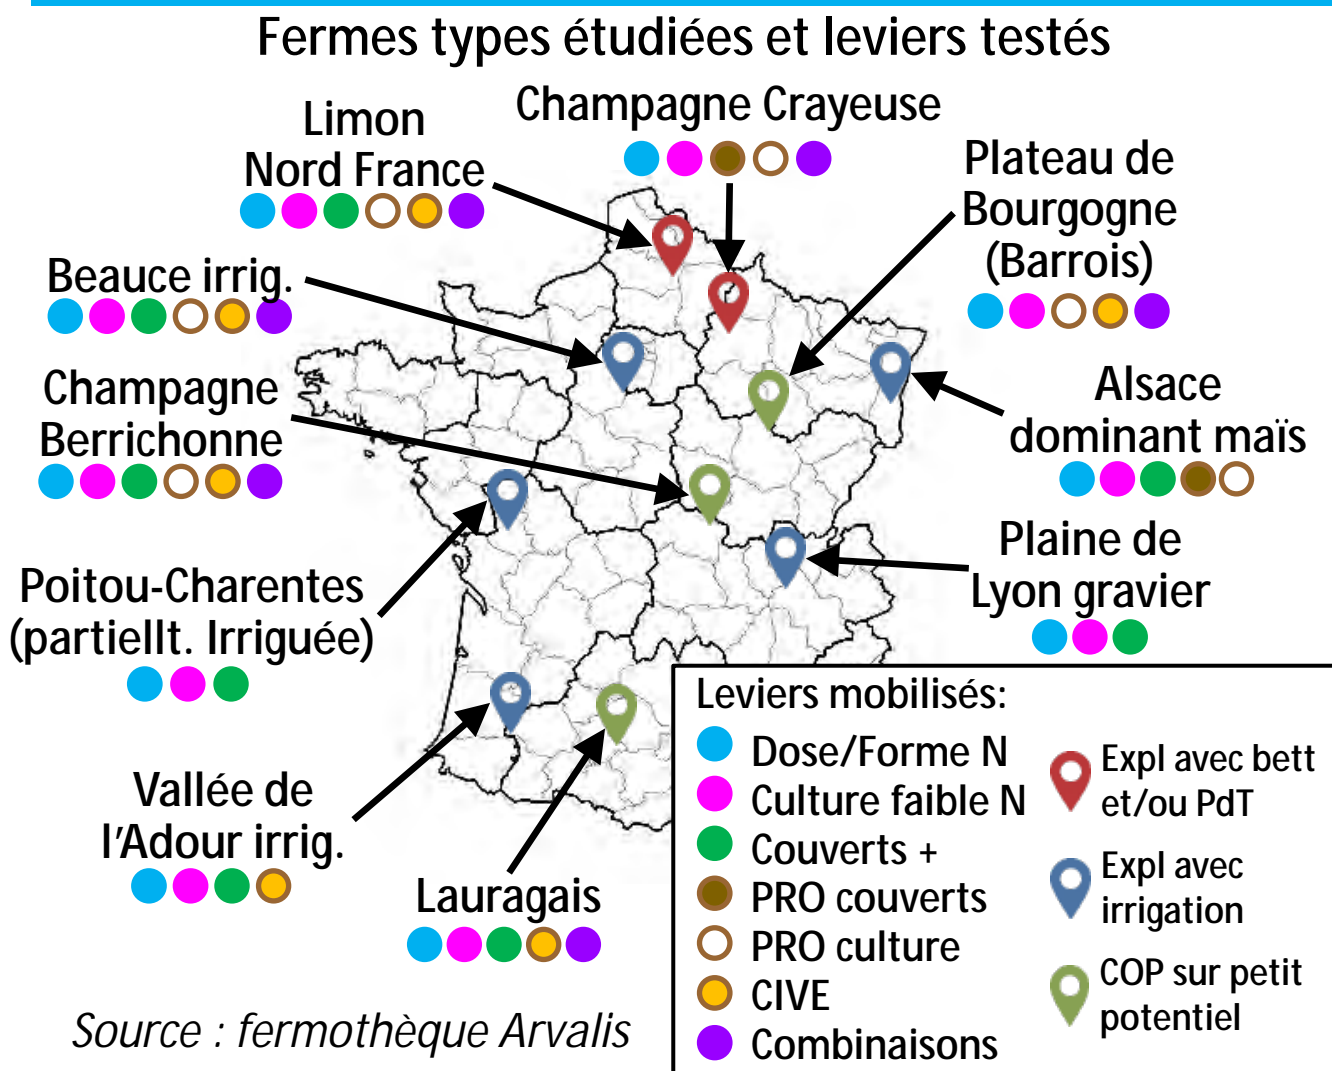 Fermes types étudiées et leviers testés
Limon
Nord France
Champagne Crayeuse
Plateau de
Bourgogne
(Barrois)
Beauce irrig.
Champagne
Berrichonne
Alsace
dominant maïs
Poitou-Charentes
(partiellt. Irriguée)
Plaine de
Lyon gravier
Vallée de
l'Adour irrig.
Lauragais
Leviers mobilisés:
Dose/Forme N
Culture faible N
Couverts +
PRO couverts
PRO culture
CIVE
Combinaisons
Expl avec bett
et/ou PdT
Expl avec
irrigation
COP sur petit
potentiel
Source : fermothèque Arvalis